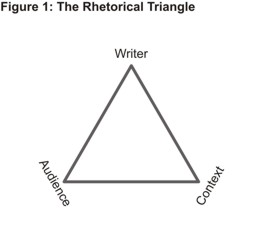 Figure 1: The Rhetorical Triangle
Writer
Audience
Context